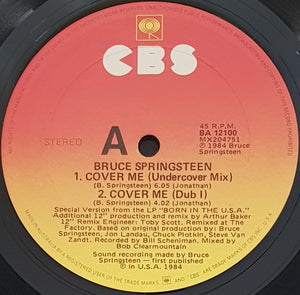 CBS
STEREO
A
45 R.P.M.
BA 12100
MX204751
℗ 1984 Bruce
Springsteen
BRUCE SPRINGSTEEN
1. COVER ME (Undercover Mix)
(B. Springsteen) 6.05 (Jonathan)
2. COVER ME (Dub I)
(B. Springsteen) 4.02 (Jonathan)
Special Version from the LP "BORN IN THE U.S.A."
Additional 12" production and remix by Arthur Baker
12" Remix Engineer: Toby Scott, Remixed at The
Factory. Based on original production by: Bruce
Springsteen, Jon Landau, Chuck Plotkin, Steve Van
Zandt. Recorded by Bill Scheniman. Mixed by
Bob Clearmountain
Sound recording made by Bruce
Springsteen — first published
℗ in U.S.A. 1984